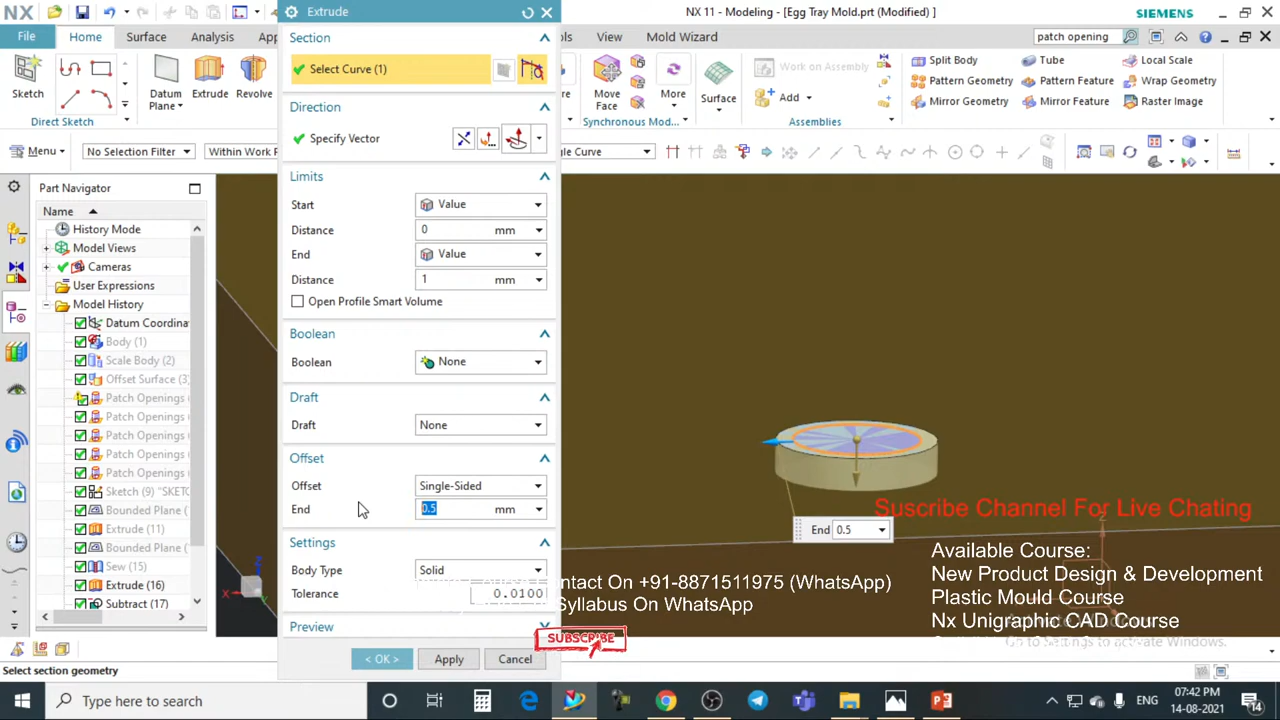 NX
Window
Extrude
NX 11 - Modeling - [Egg Tray Mold.prt (Modified) ]
SIEMENS
File
Home
Surface
Analysis
View
Mold Wizard
patch opening
Sketch
Datum Plane
Extrude
Revolve
Direct Sketch
Move Face
More
Synchronous Mod...
Surface
Work on Assembly
Add
Assemblies
Split Body
Pattern Geometry
Mirror Geometry
Tube
Pattern Feature
Mirror Feature
Local Scale
Wrap Geometry
Raster Image
Menu
No Selection Filter
Part Navigator
Name
History Mode
Model Views
Cameras
User Expressions
Model History
Datum Coordina
Body (1)
Scale Body (2)
Offset Surface (3)
Patch Openings
Patch Openings
Patch Openings
Patch Openings
Patch Openings
Sketch (9) "SKETC
Bounded Plane (
Extrude (11)
Bounded Plane (
Sew (15)
Extrude (16)
Subtract (17)
Section
Select Curve (1)
Direction
Specify Vector
Limits
Start Value
Distance 0 mm
End Value
Distance 1 mm
Open Profile Smart Volume
Boolean
Boolean None
Draft
Draft None
Offset
Offset Single-Sided
End 0.5 mm
Settings
Body Type Solid
Tolerance 0.0100
Preview
< OK > Apply Cancel
End 0.5
Suscribe Channel For Live Chating
Available Course:
New Product Design & Development
Plastic Mould Course
Nx Unigraphic CAD Course
Go to Settings to activate Windows.
ontact On +91-8871511975 (WhatsApp)
Syllabus On WhatsApp
SUBSCRIBE
Select section geometry
Type here to search
ENG
07:42 PM
14-08-2021
14